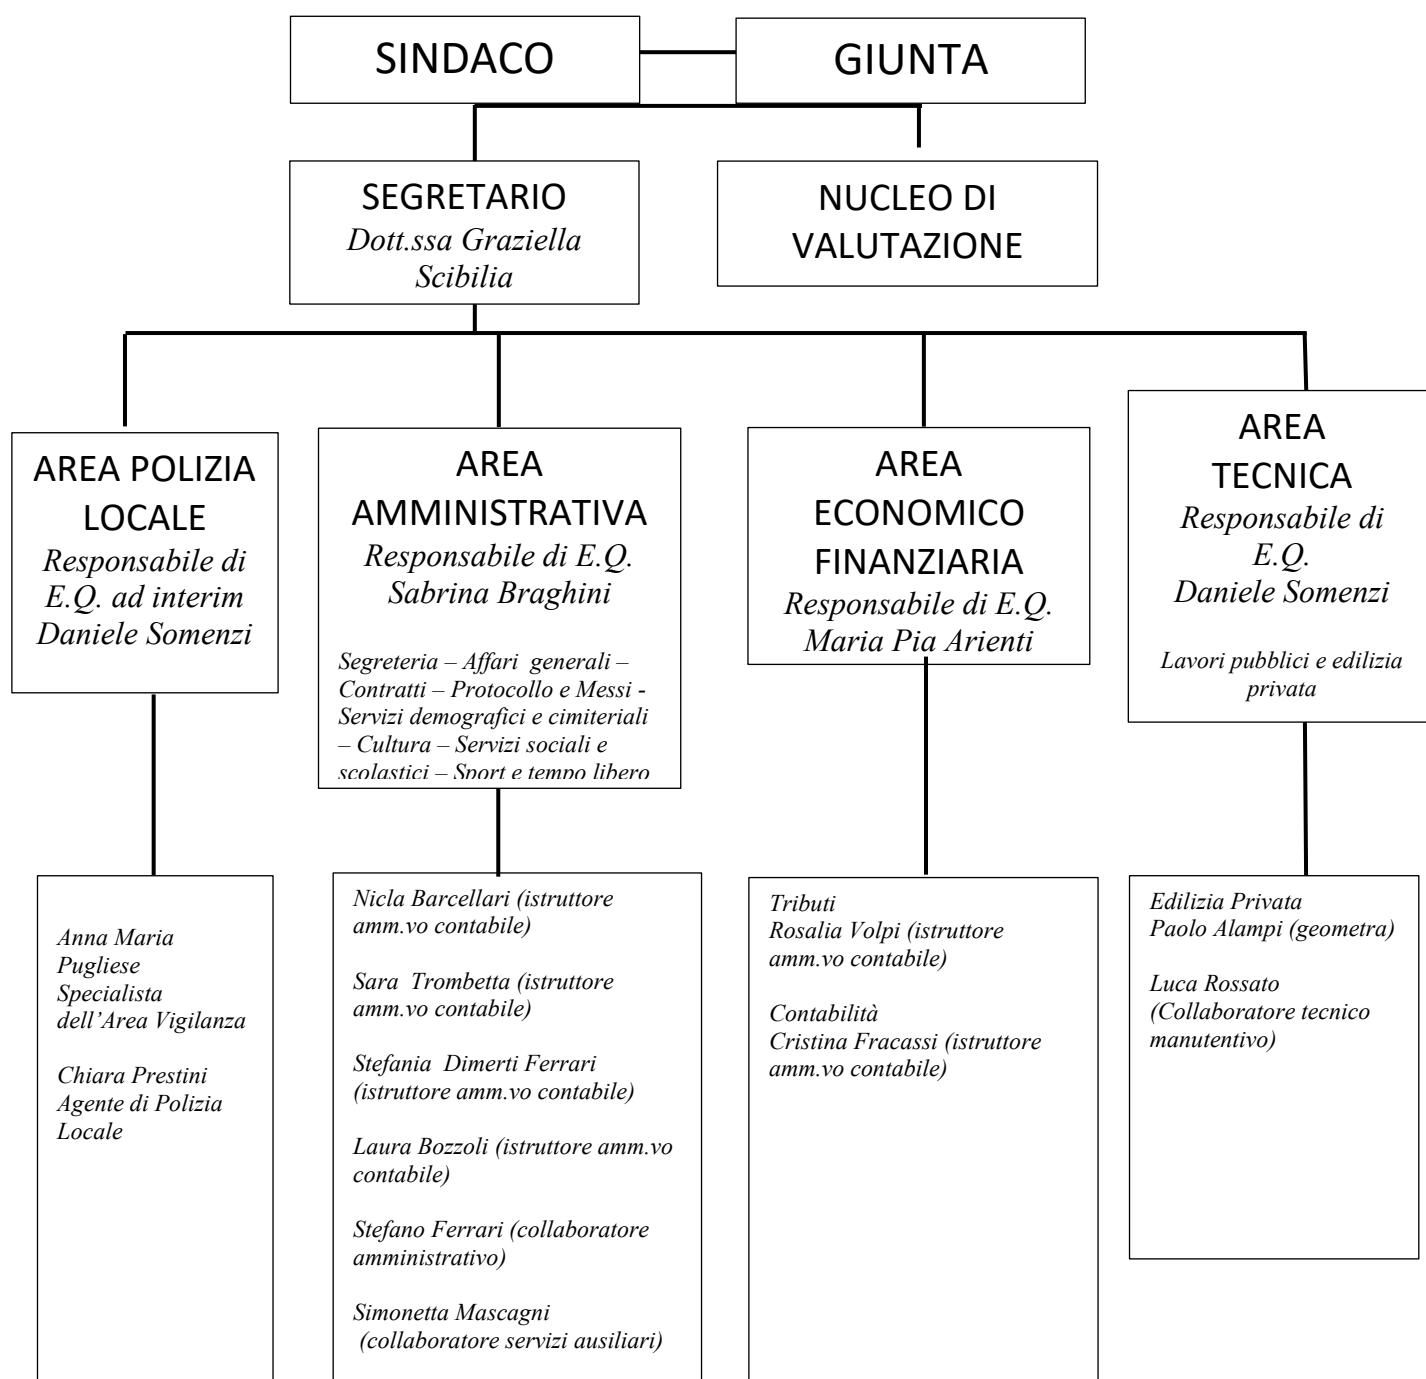 SINDACO
GIUNTA
SEGRETARIO
Dott.ssa Graziella
Scibilia
NUCLEO DI
VALUTAZIONE
AREA POLIZIA
LOCALE
Responsabile di
E.Q. ad interim
Daniele Somenzi
AREA
AMMINISTRATIVA
Responsabile di E.Q.
Sabrina Braghini
Segreteria – Affari  generali –
Contratti – Protocollo e Messi -
Servizi demografici e cimiteriali
– Cultura – Servizi sociali e
scolastici – Sport e tempo libero
AREA
ECONOMICO
FINANZIARIA
Responsabile di E.Q.
Maria Pia Arienti
AREA
TECNICA
Responsabile di
E.Q.
Daniele Somenzi
Lavori pubblici e edilizia
privata
Anna Maria
Pugliese
Specialista
dell’Area Vigilanza
Chiara Prestini
Agente di Polizia
Locale
Nicla Barcellari (istruttore
amm.vo contabile)
Sara  Trombetta (istruttore
amm.vo contabile)
Stefania  Dimerti Ferrari
(istruttore amm.vo contabile)
Laura Bozzoli (istruttore amm.vo
contabile)
Stefano Ferrari (collaboratore
amministrativo)
Simonetta Mascagni
(collaboratore servizi ausiliari)
Tributi
Rosalia Volpi (istruttore
amm.vo contabile)
Contabilità
Cristina Fracassi (istruttore
amm.vo contabile)
Edilizia Privata
Paolo Alampi (geometra)
Luca Rossato
(Collaboratore tecnico
manutentivo)